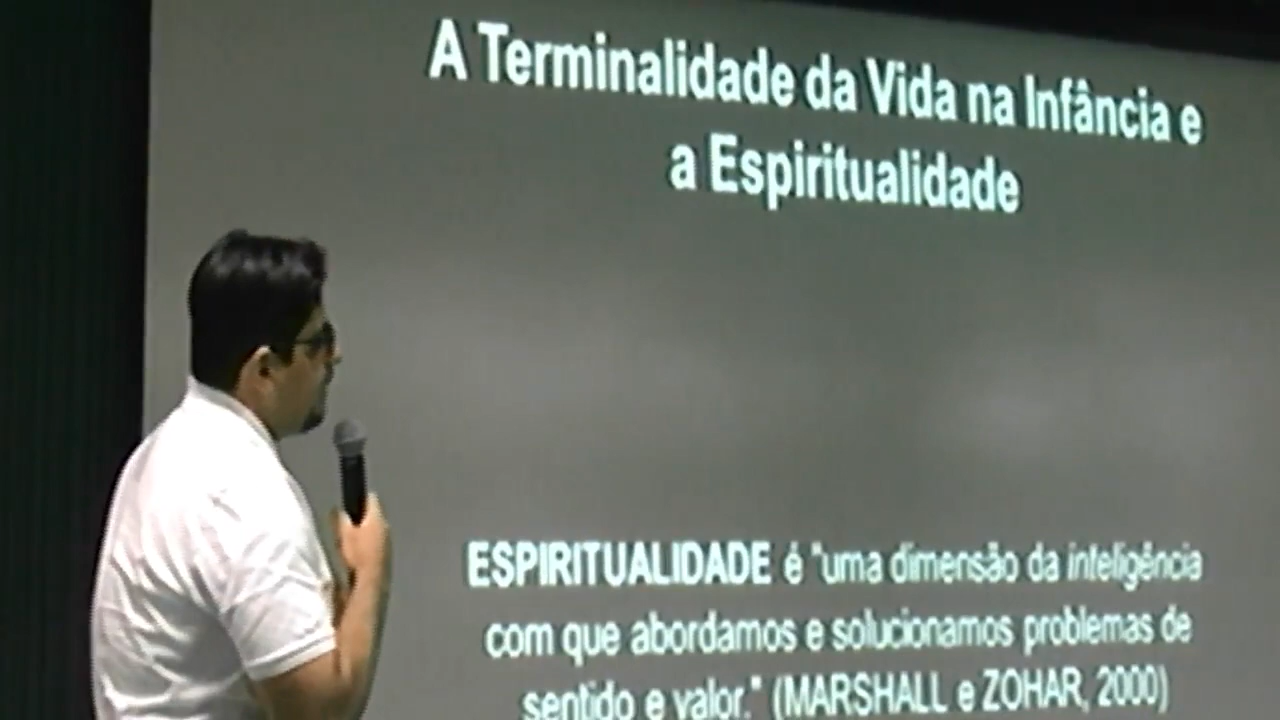 A Terminalidade da Vida na Infância e
a Espiritualidade
ESPIRITUALIDADE é "uma dimensão da inteligência
com que abordamos e solucionamos problemas de
sentido e valor." (MARSHALL e ZOHAR, 2000)